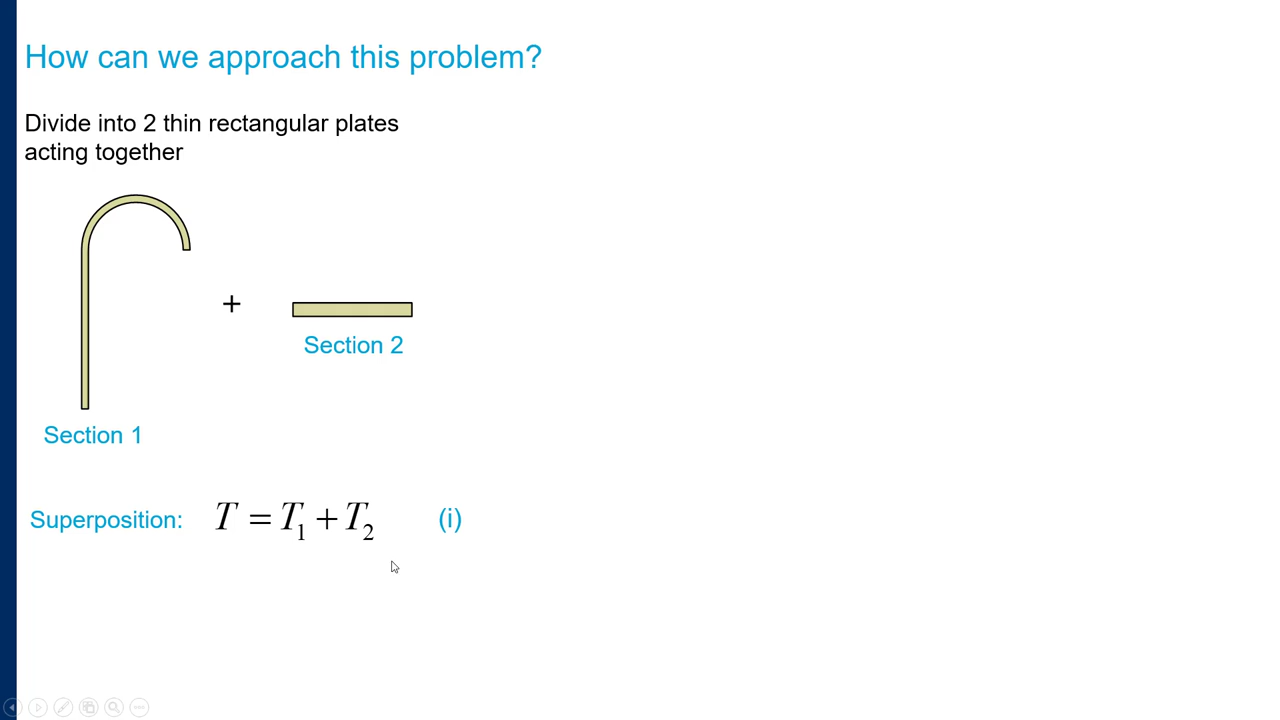 How can we approach this problem?
Divide into 2 thin rectangular plates
acting together
+
Section 2
Section 1
Superposition: T = T₁ + T₂ (i)